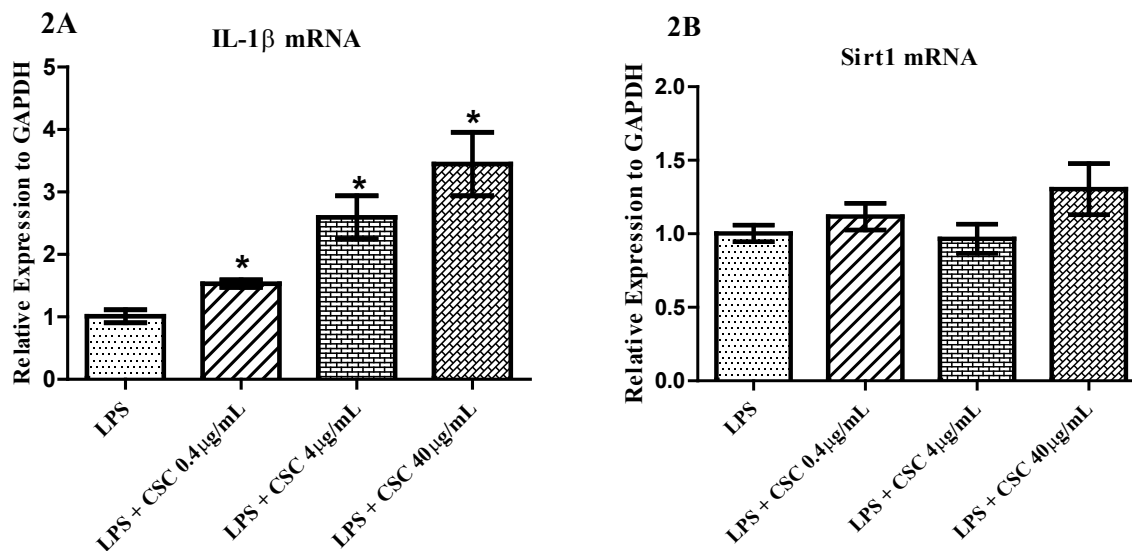 2A
IL-1β mRNA
Relative Expression to GAPDH
5
4
3
2
1
0
*
*
*
LPS
LPS + CSC 0.4μg/mL
LPS + CSC 4μg/mL
LPS + CSC 40μg/mL
2B
Sirt1 mRNA
Relative Expression to GAPDH
2.0
1.5
1.0
0.5
0.0
LPS
LPS + CSC 0.4μg/mL
LPS + CSC 4μg/mL
LPS + CSC 40μg/mL